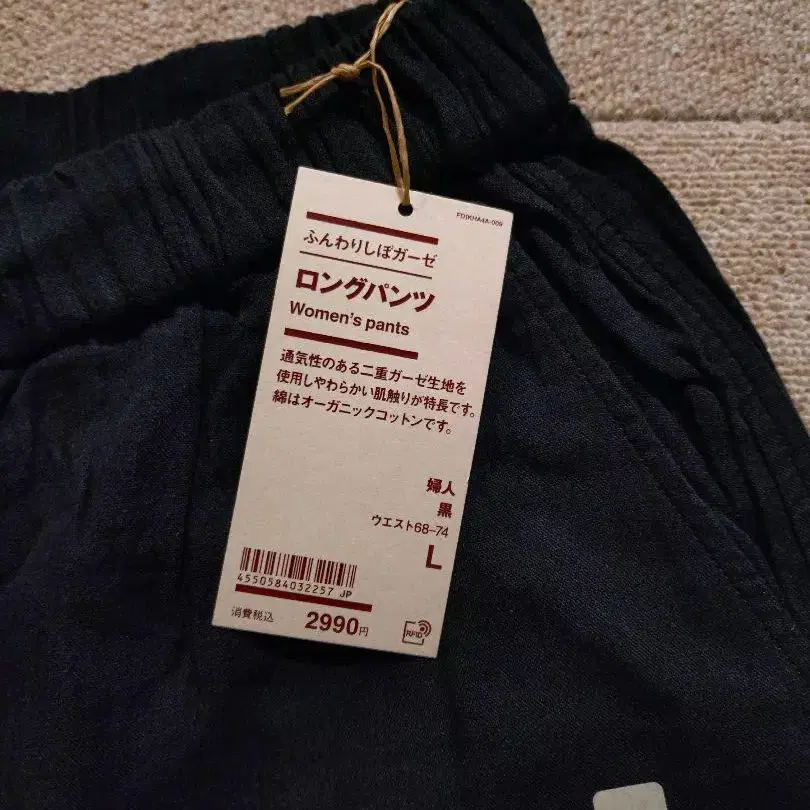 FDIXHA4A-009
ふんわりしぼガーゼ
ロングパンツ
Women's pants
通気性のある二重ガーゼ生地を
使用しやわらかい肌触りが特長です。
綿はオーガニックコットンです。
婦人
黒
ウエスト68-74
L
4550584032257 JP
消費税込 2990円
RFID